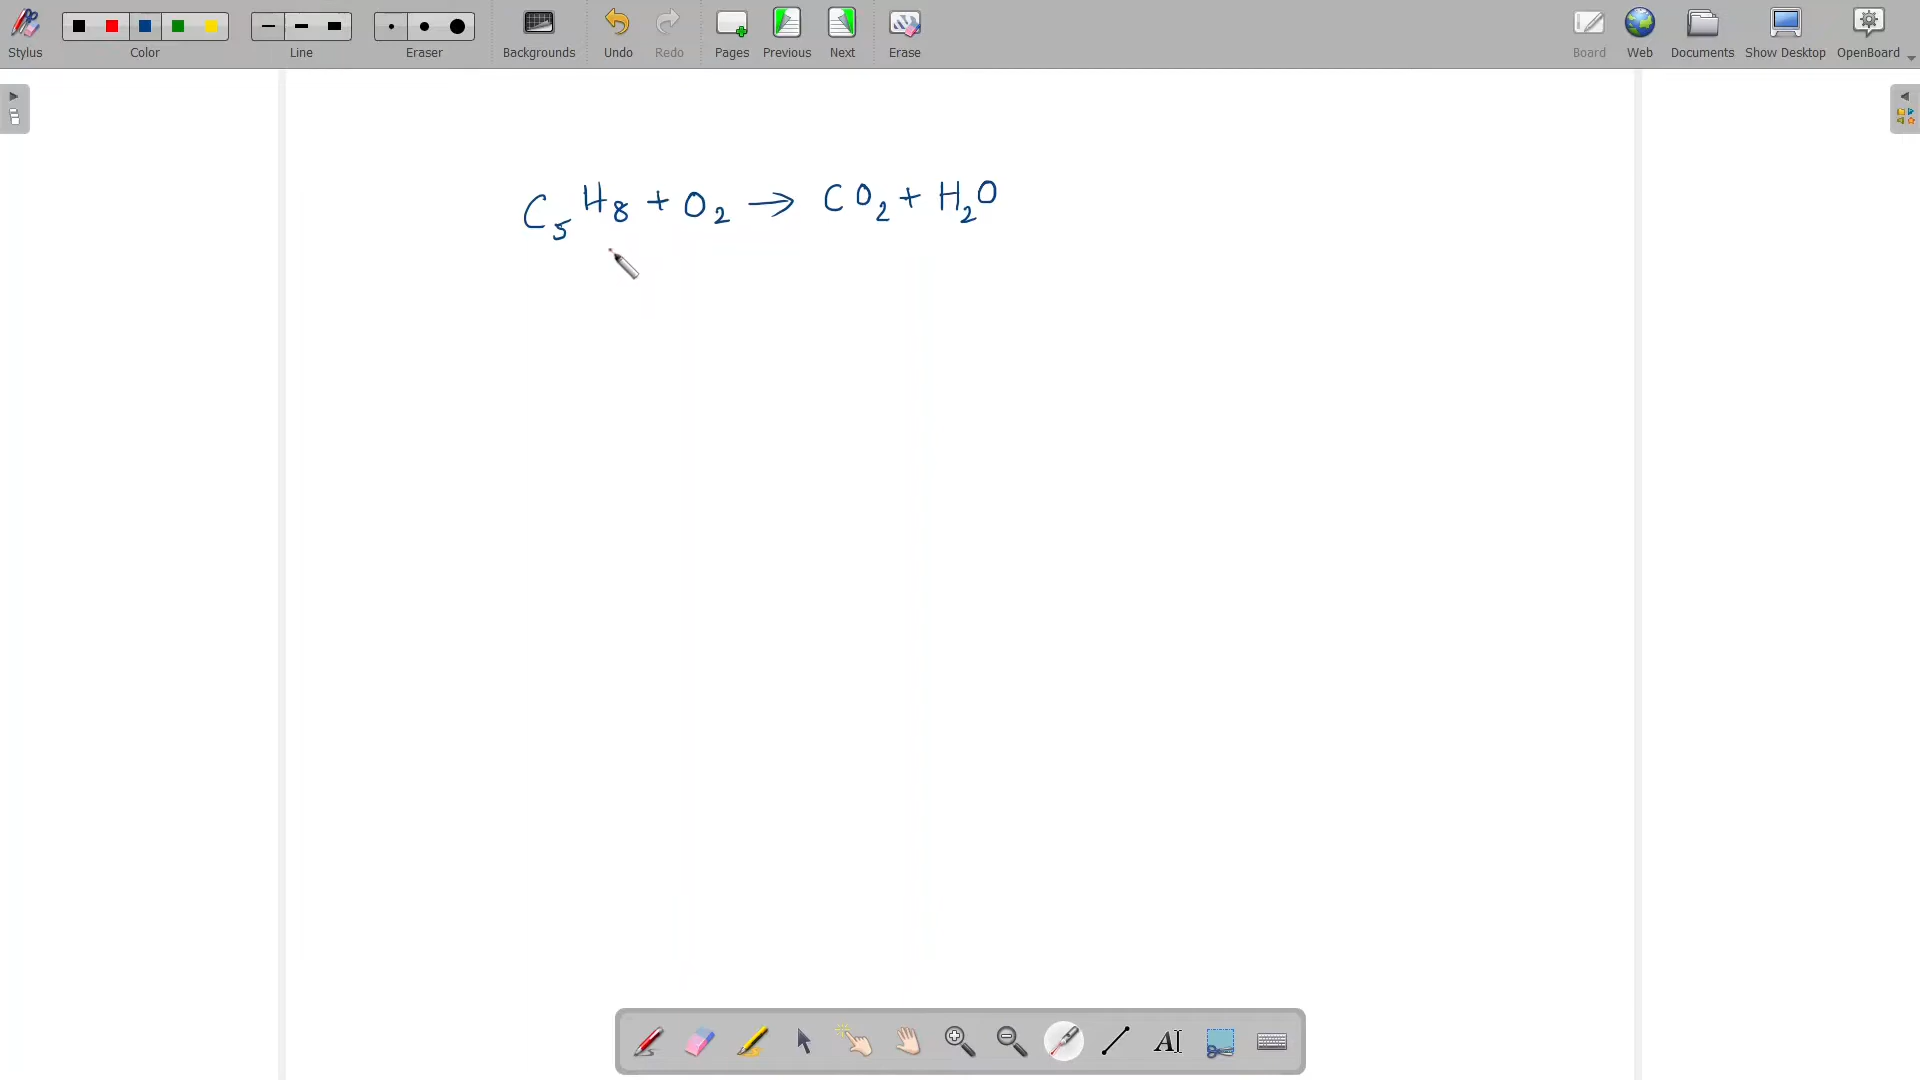 Stylus Color Line Eraser Backgrounds Undo Redo Pages Previous Next Erase Board Web Documents Show Desktop OpenBoard
C₅H₈ + O₂ → CO₂ + H₂O